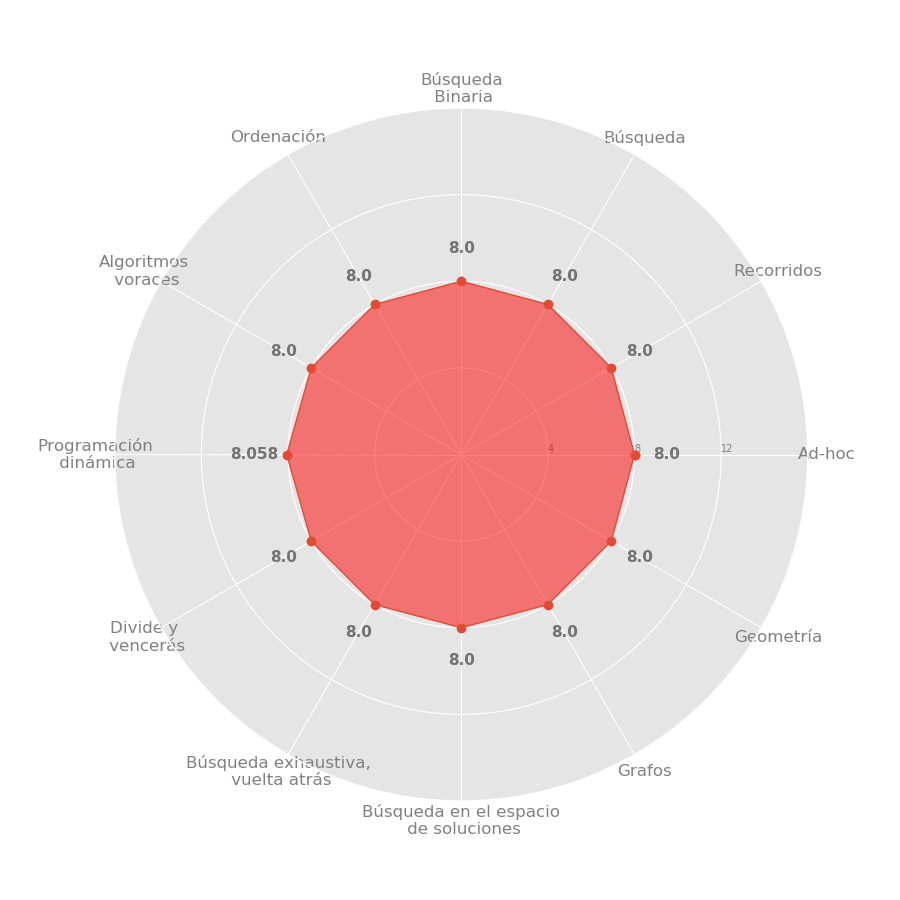 Búsqueda
Binaria
Ordenación
Búsqueda
8.0
8.0
8.0
Algoritmos
voraces
Recorridos
8.0
8.0
Programación
dinámica
8.058
4
8
12
8.0
Ad-hoc
8.0
8.0
Divide y
vencerás
Geometría
8.0
8.0
8.0
Búsqueda exhaustiva,
vuelta atrás
Grafos
Búsqueda en el espacio
de soluciones